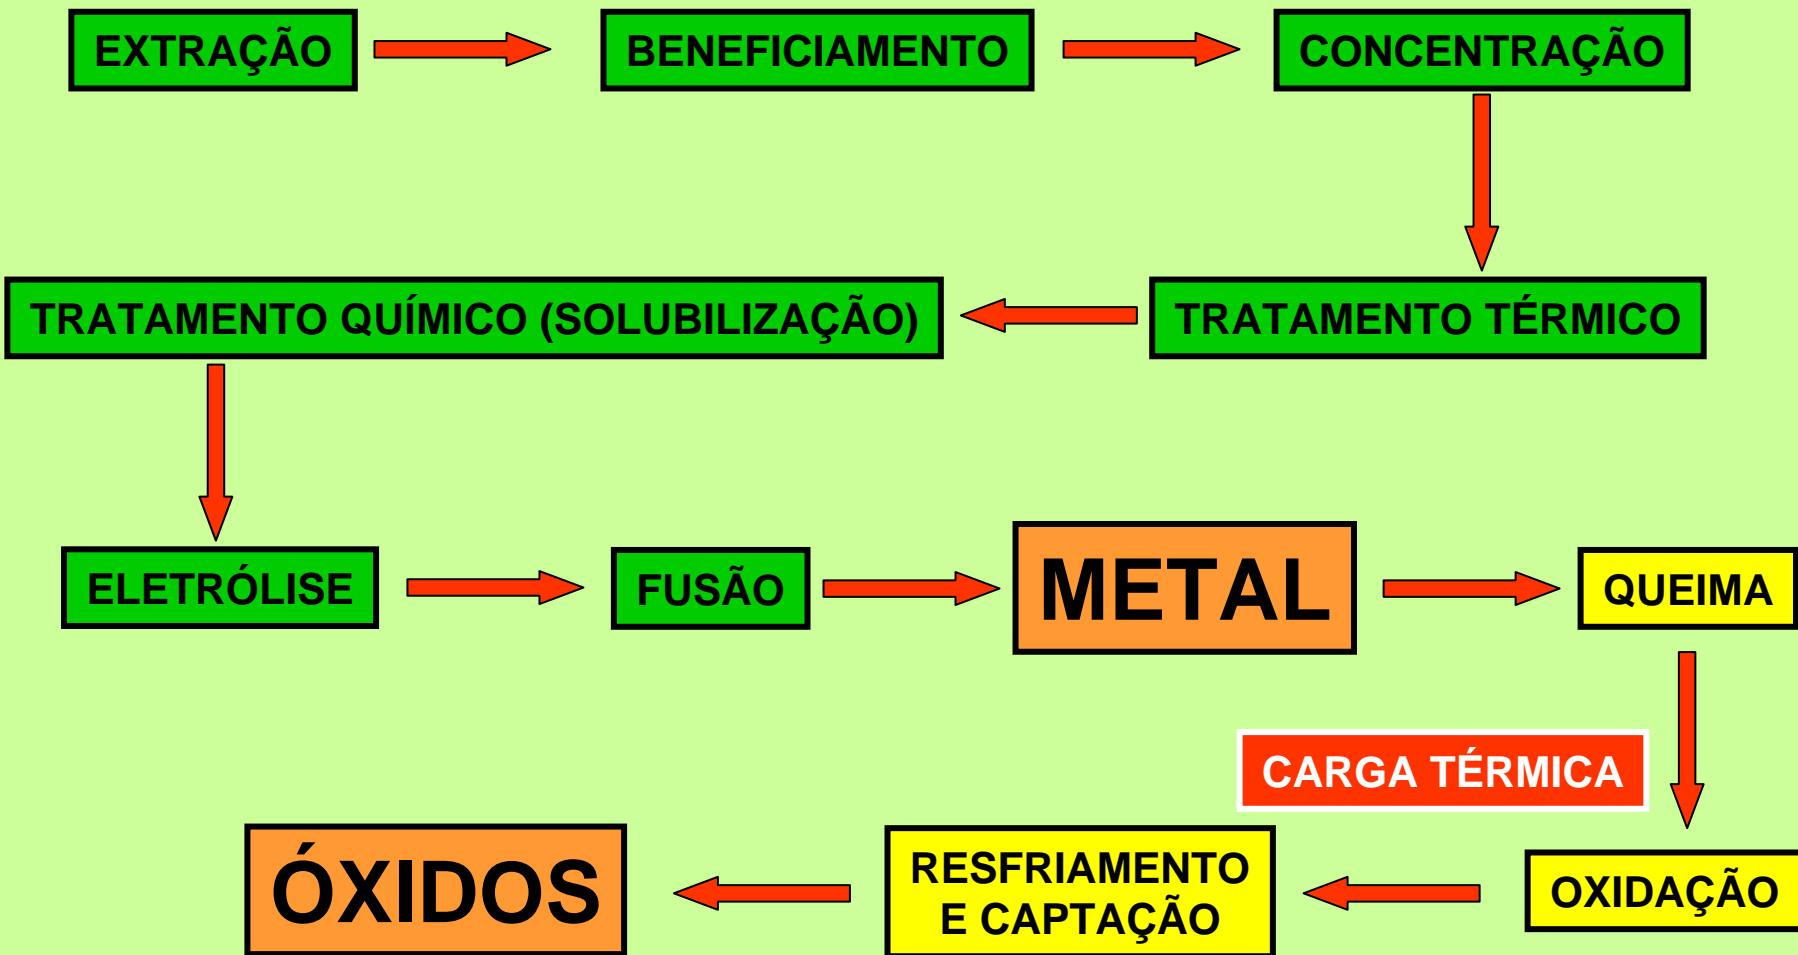 EXTRAÇÃO
BENEFICIAMENTO
CONCENTRAÇÃO
TRATAMENTO QUÍMICO (SOLUBILIZAÇÃO)
TRATAMENTO TÉRMICO
ELETRÓLISE
FUSÃO
METAL
QUEIMA
CARGA TÉRMICA
ÓXIDOS
RESFRIAMENTO
E CAPTAÇÃO
OXIDAÇÃO